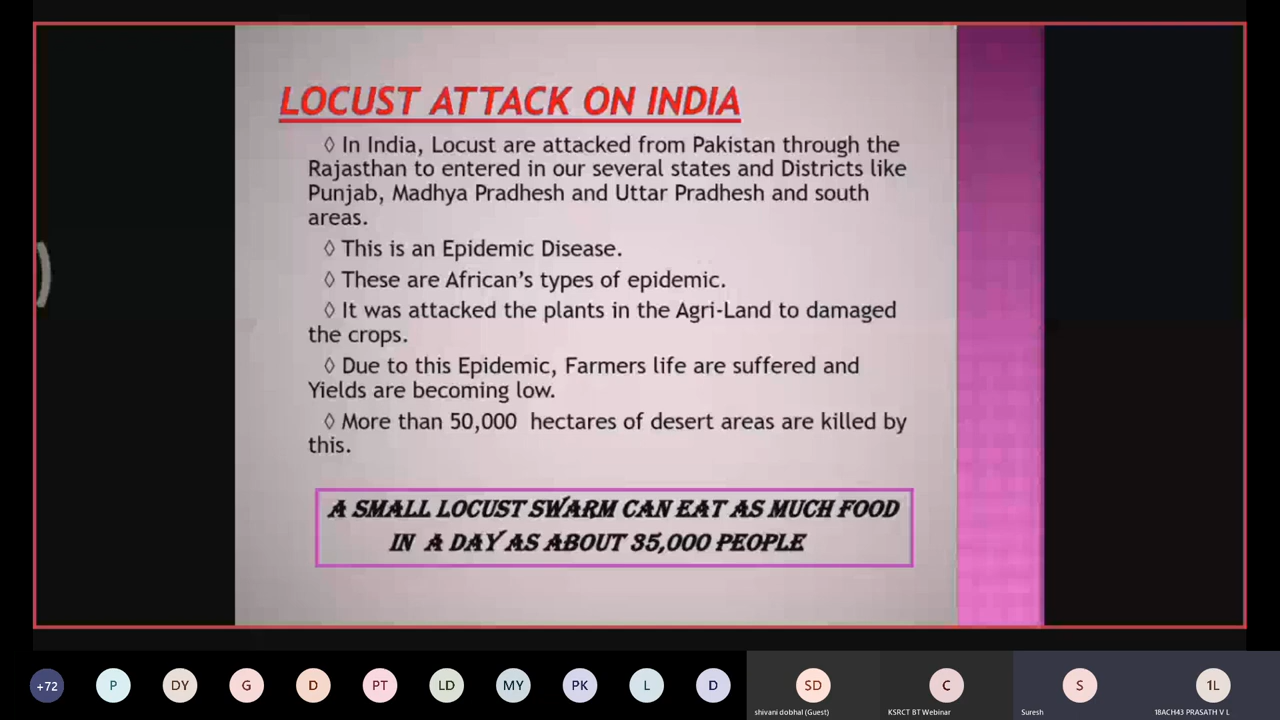 LOCUST ATTACK ON INDIA
◊ In India, Locust are attacked from Pakistan through the
Rajasthan to entered in our several states and Districts like
Punjab, Madhya Pradhesh and Uttar Pradhesh and south
areas.
◊ This is an Epidemic Disease.
◊ These are African’s types of epidemic.
◊ It was attacked the plants in the Agri-Land to damaged
the crops.
◊ Due to this Epidemic, Farmers life are suffered and
Yields are becoming low.
◊ More than 50,000 hectares of desert areas are killed by
this.
A SMALL LOCUST SWARM CAN EAT AS MUCH FOOD
IN A DAY AS ABOUT 35,000 PEOPLE
+72 P DY G D PT LD MY PK L D SD C S 1L
shivani dobhal (Guest) KSRCT BT Webinar Suresh 18ACH43 PRASATH V L